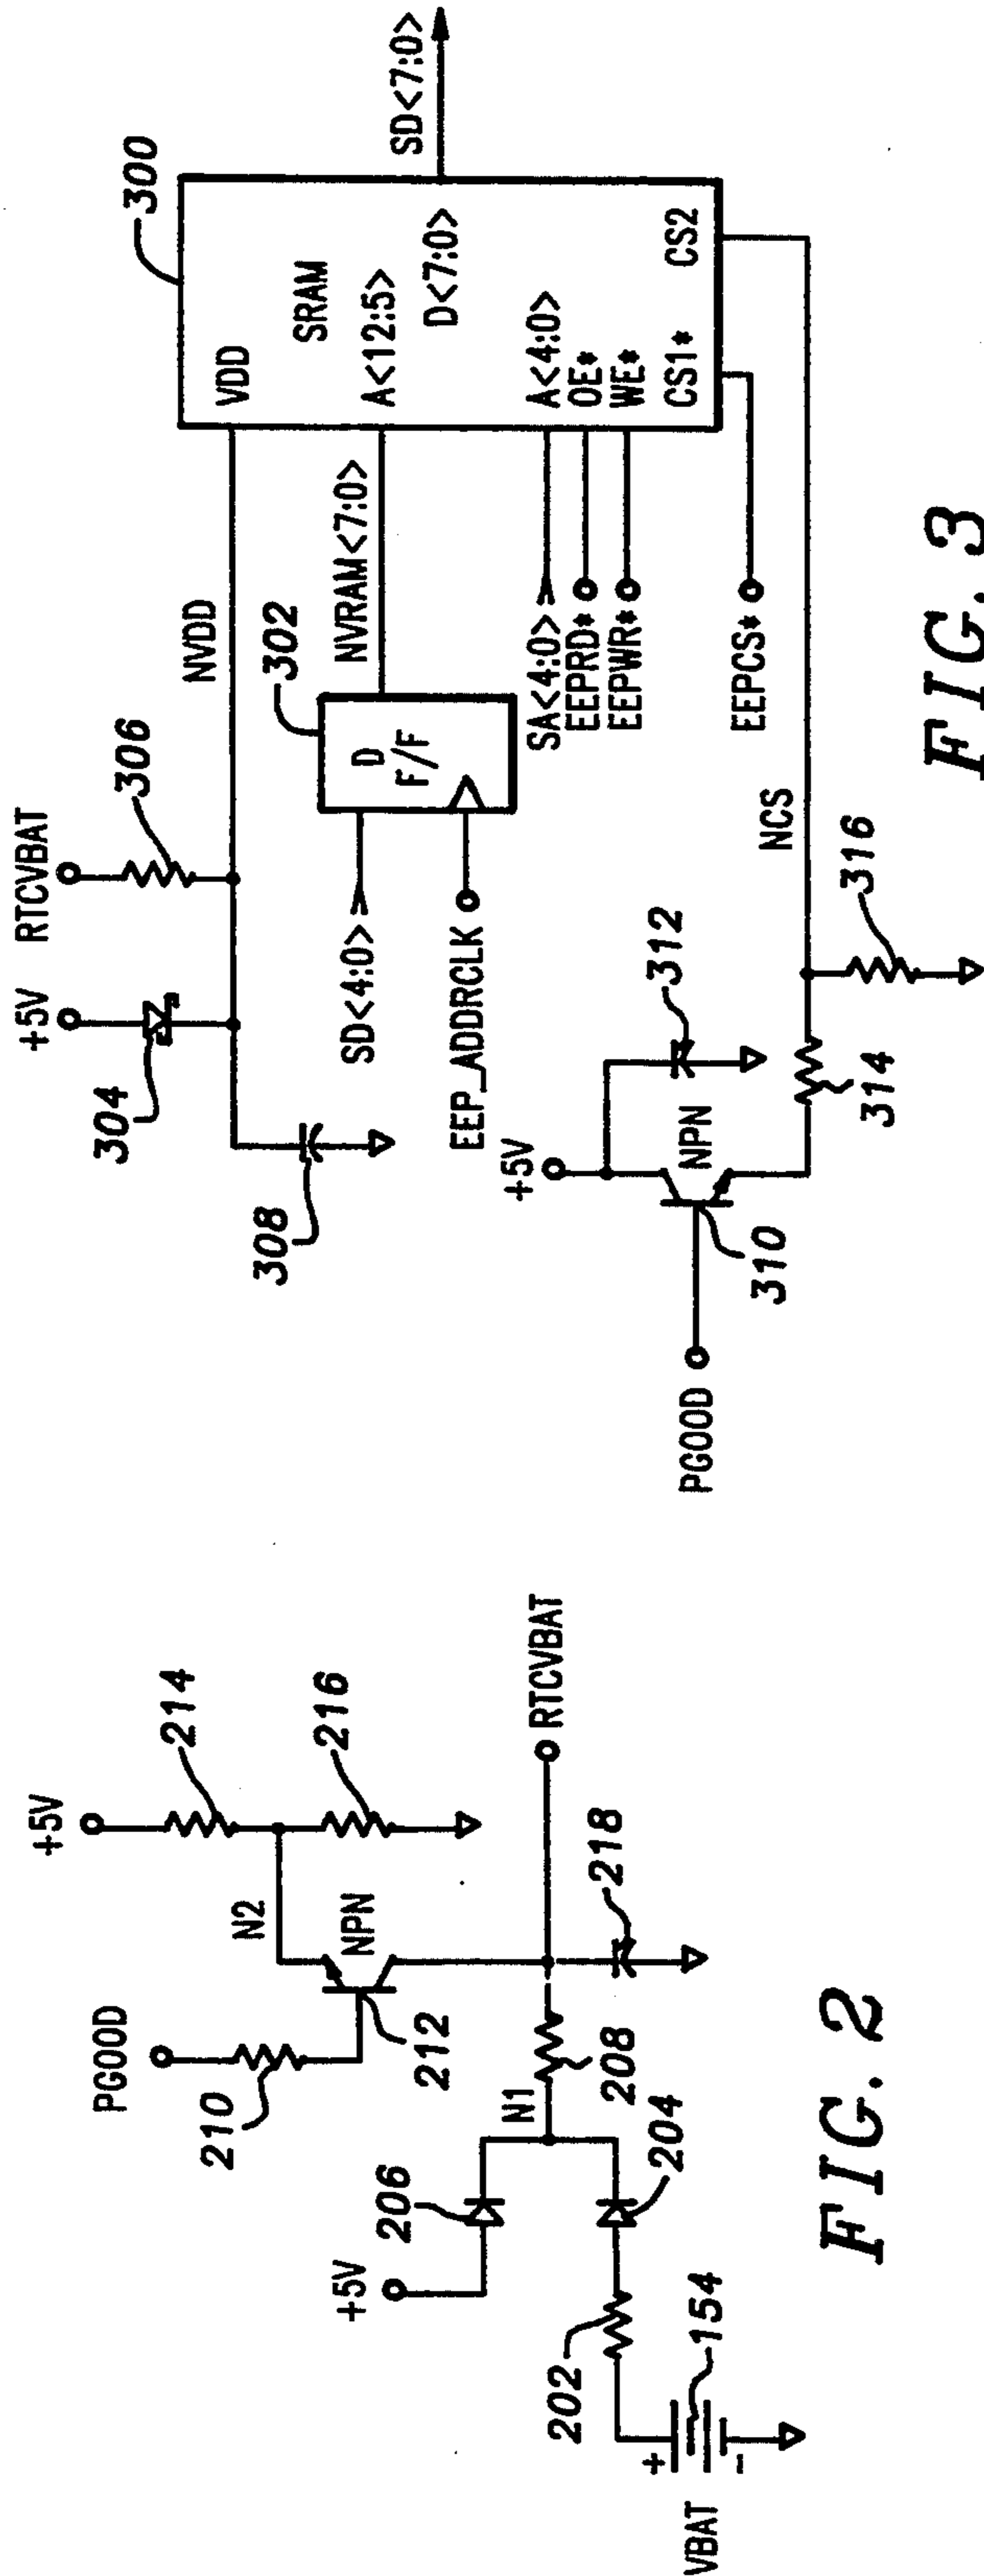 VBAT
+
-
154
202
204
+5V
206
N1
208
PGOOD
210
212
NPN
N2
+5V
214
216
218
RTCVBAT
FIG. 2
+5V
304
RTCVBAT
306
308
NVDD
300
VDD
SRAM
A<12:5>
D<7:0>
SD<7:0>
A<4:0>
OE*
WE*
CS1*
CS2
302
D
F/F
NVRAM<7:0>
SD<4:0>
EEP_ADDRCLK
SA<4:0>
EEPRD*
EEPWR*
EEPCS*
NCS
PGOOD
+5V
NPN
310
312
314
316
FIG. 3